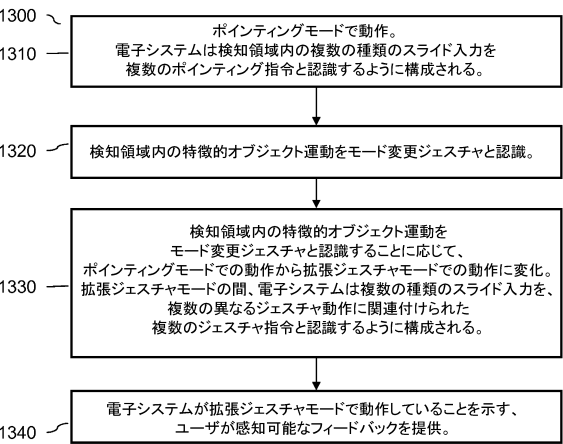 1300
1310
ポインティングモードで動作。
電子システムは検知領域内の複数の種類のスライド入力を
複数のポインティング指令と認識するように構成される。
1320
検知領域内の特徴的オブジェクト運動をモード変更ジェスチャと認識。
検知領域内の特徴的オブジェクト運動を
モード変更ジェスチャと認識することに応じて、
ポインティングモードでの動作から拡張ジェスチャモードでの動作に変化。
1330
拡張ジェスチャモードの間、電子システムは複数の種類のスライド入力を、
複数の異なるジェスチャ動作に関連付けられた
複数のジェスチャ指令と認識するように構成される。
1340
電子システムが拡張ジェスチャモードで動作していることを示す、
ユーザが感知可能なフィードバックを提供。